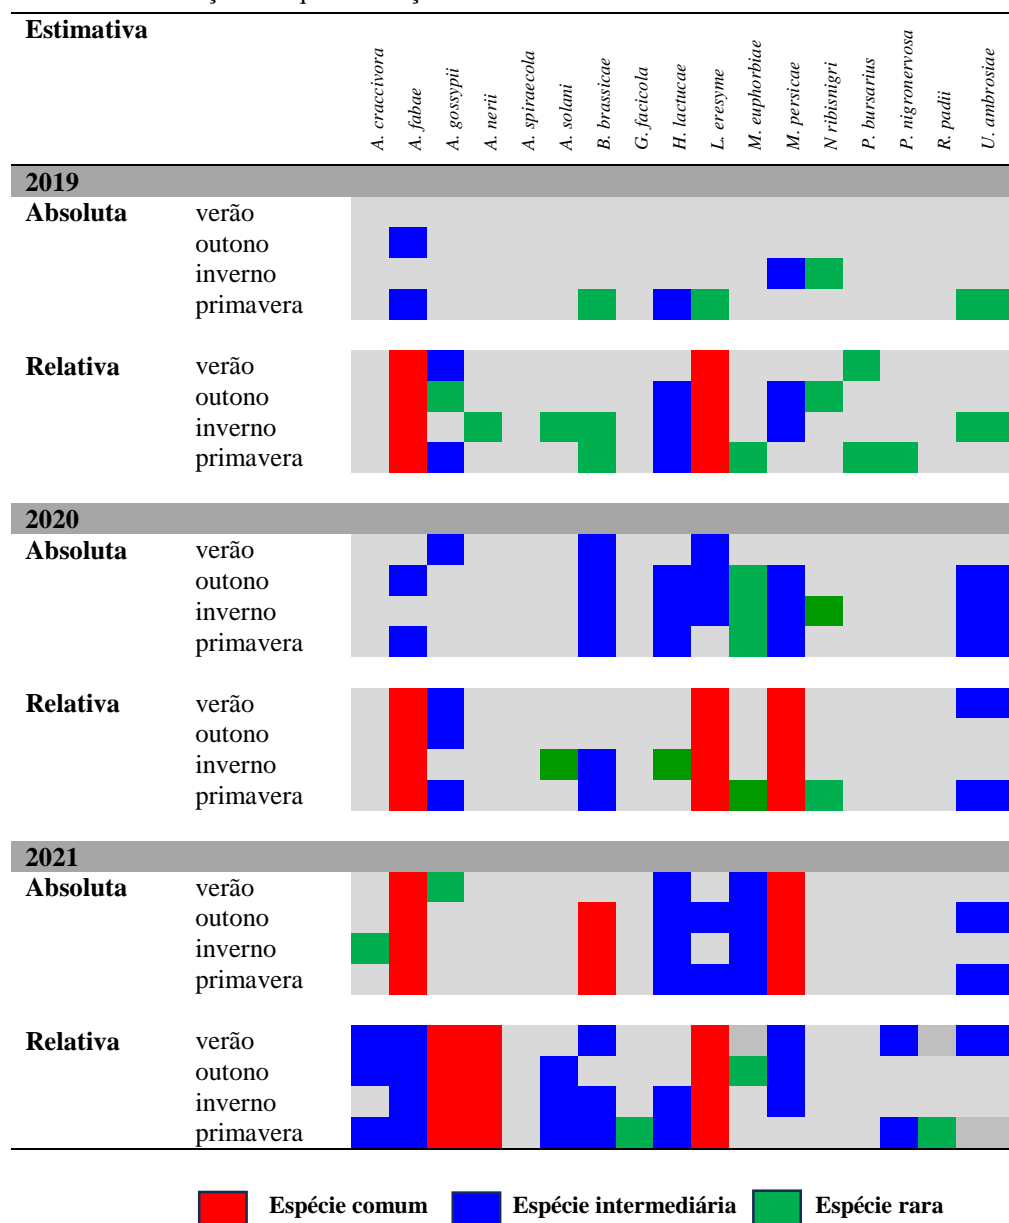 Estimativa
A. craccivora
A. fabae
A. gossypii
A. nerii
A. spiraecola
A. solani
B. brassicae
G. facicola
H. lactucae
L. eresyme
M. euphorbiae
M. persicae
N ribisnigri
P. bursarius
P. nigronervosa
R. padii
U. ambrosiae
2019
Absoluta verão
outono
inverno
primavera
Relativa verão
outono
inverno
primavera
2020
Absoluta verão
outono
inverno
primavera
Relativa verão
outono
inverno
primavera
2021
Absoluta verão
outono
inverno
primavera
Relativa verão
outono
inverno
primavera
Espécie comum Espécie intermediária Espécie rara